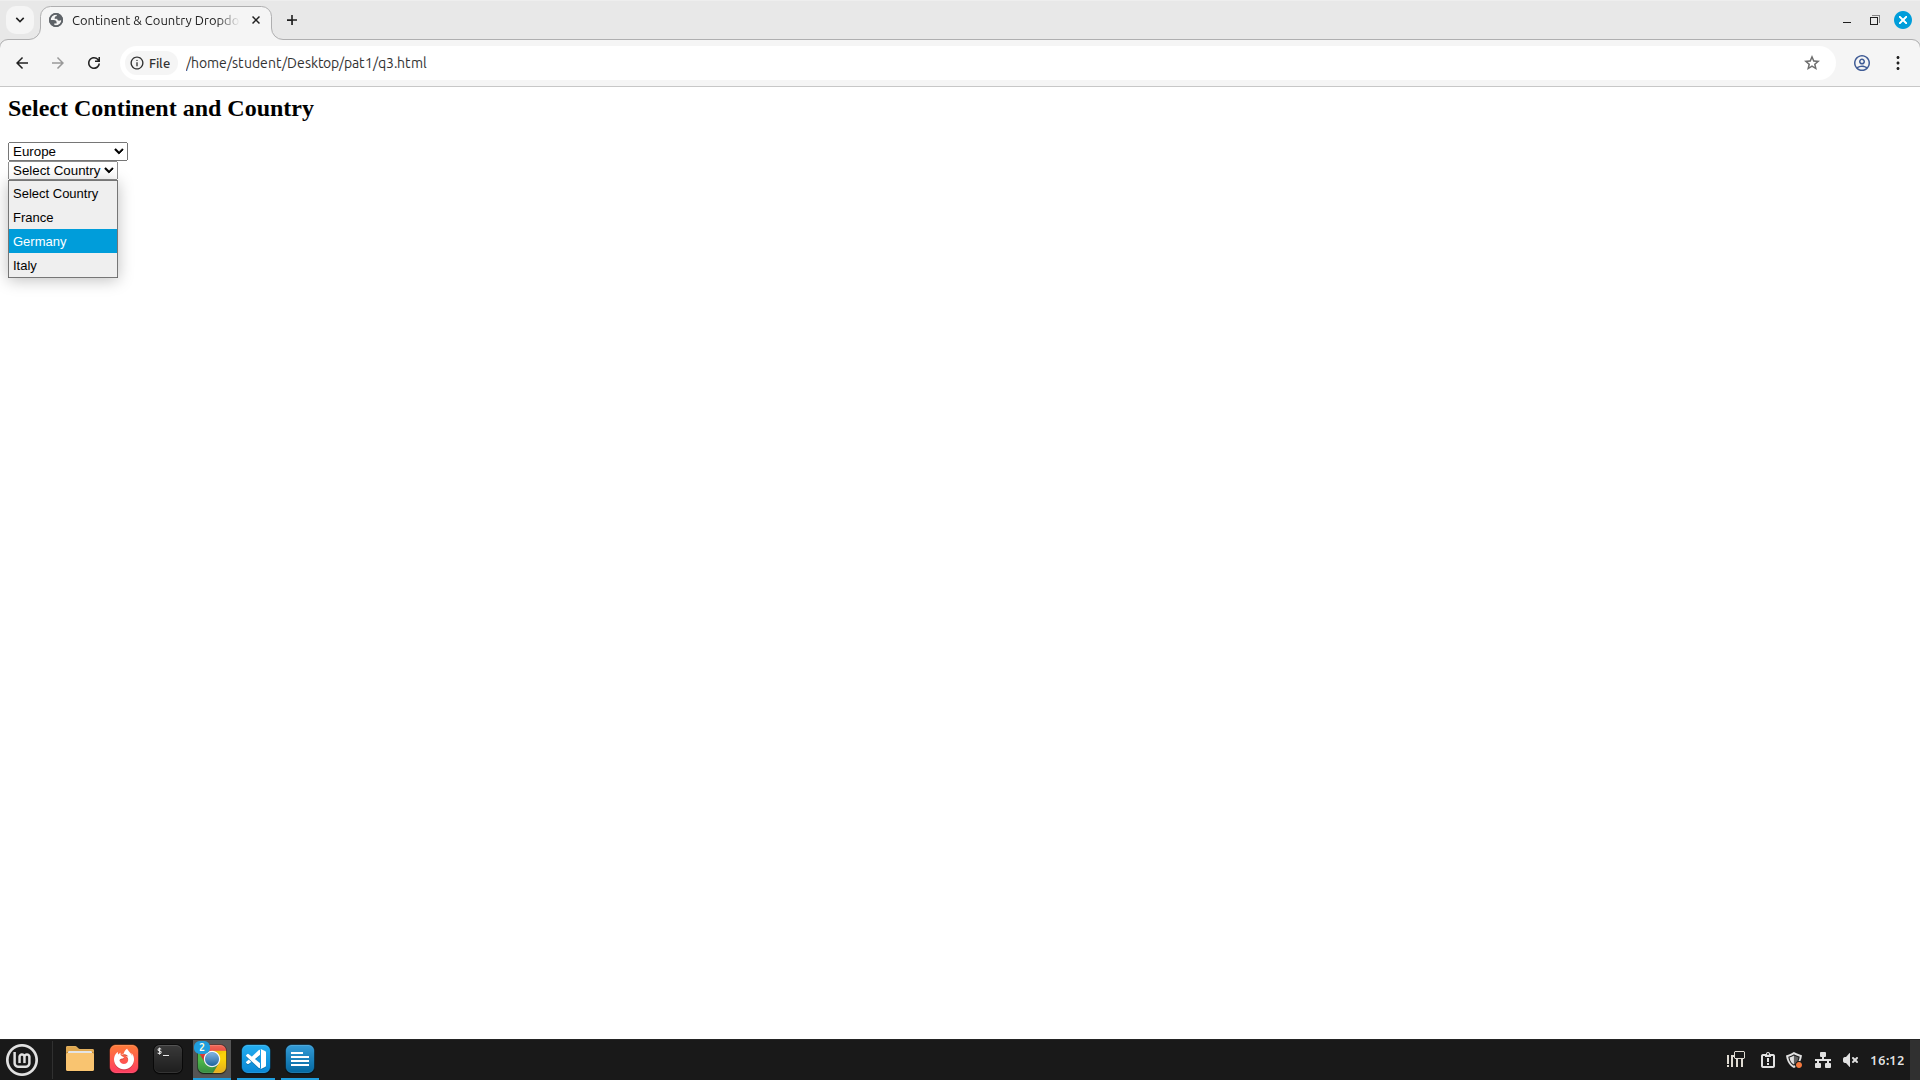 Continent & Country Dropdo
File /home/student/Desktop/pat1/q3.html
Select Continent and Country
Europe
Select Country
Select Country
France
Germany
Italy
$_
2
lm
16:12